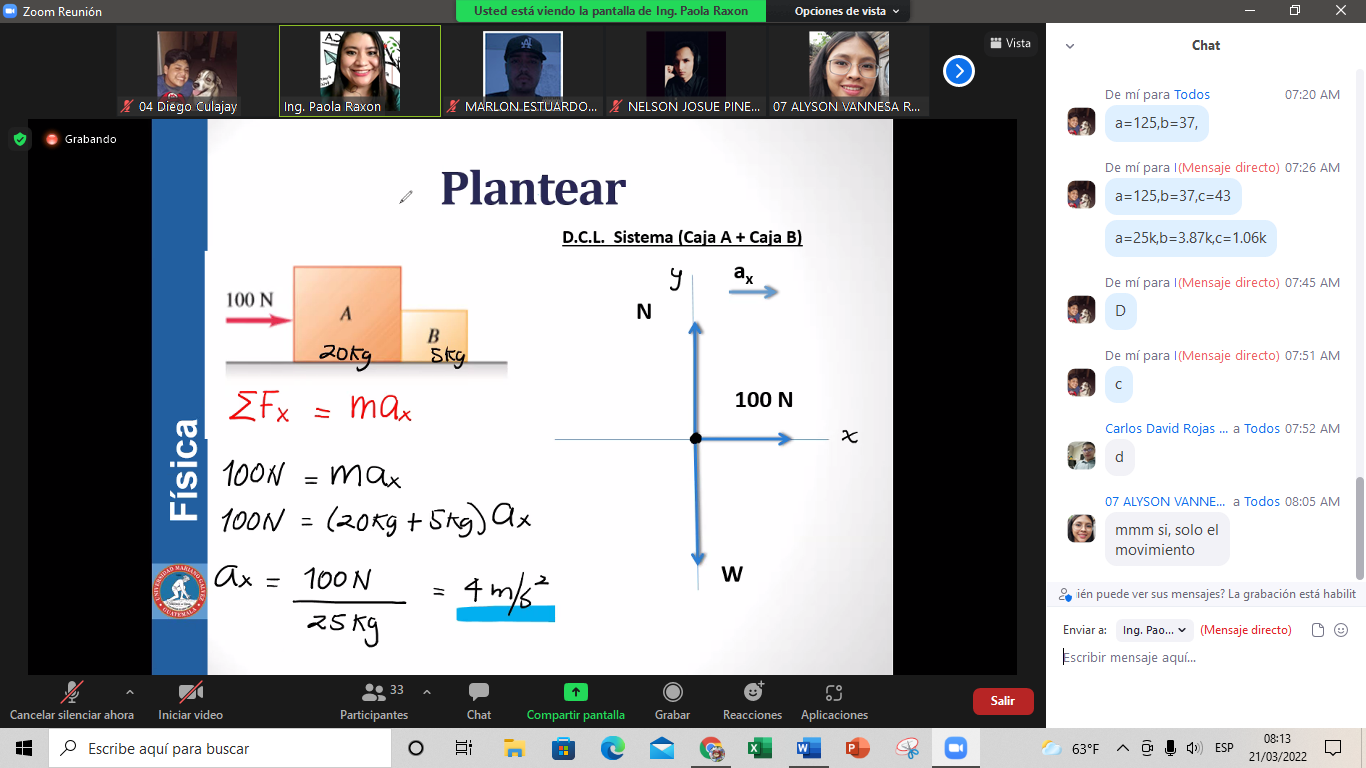 Zoom Reunión
Usted está viendo la pantalla de Ing. Paola Raxon
Opciones de vista
04 Diego Culajay
Ing. Paola Raxon
MARLON ESTUARDO...
NELSON JOSUE PINE...
07 ALYSON VANNESA R...
Vista
Grabando
Plantear
D.C.L. Sistema (Caja A + Caja B)
100 N
A
20kg
B
5kg
ΣFx = max
100N = max
100N = (20kg + 5kg) ax
ax = 100N / 25kg = 4 m/s²
y
ax
N
100 N
x
W
Física
UNIVERSIDAD MARIANO GALVEZ
GUATEMALA
Chat
De mí para Todos 07:20 AM
a=125,b=37,
De mí para I (Mensaje directo) 07:26 AM
a=125,b=37,c=43
a=25k,b=3.87k,c=1.06k
De mí para I (Mensaje directo) 07:45 AM
D
De mí para I (Mensaje directo) 07:51 AM
c
Carlos David Rojas ... a Todos 07:52 AM
d
07 ALYSON VANNE... a Todos 08:05 AM
mmm si, solo el
movimiento
ién puede ver sus mensajes? La grabación está habilit
Enviar a: Ing. Pao... (Mensaje directo)
Escribir mensaje aquí...
Cancelar silenciar ahora
Iniciar video
Participantes
33
Chat
Compartir pantalla
Grabar
Reacciones
Aplicaciones
Salir
Escribe aquí para buscar
63°F
ESP
08:13
21/03/2022